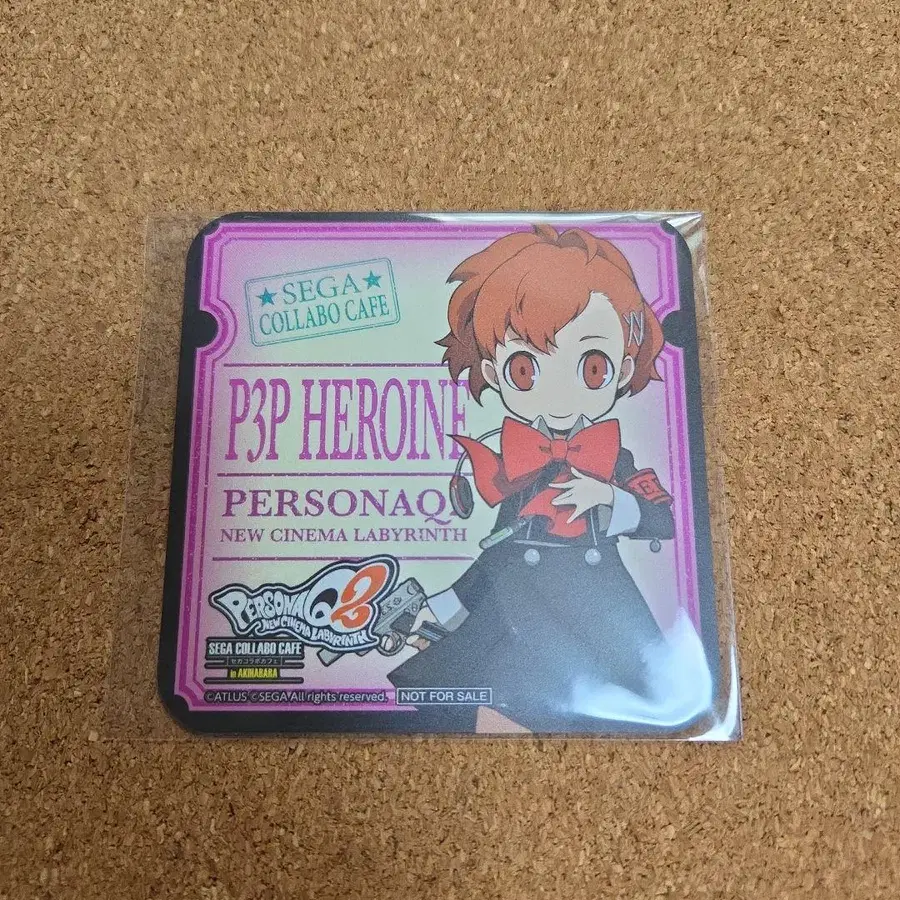 ★SEGA★
COLLABO CAFE
P3P HEROINE
PERSONAQ
NEW CINEMA LABYRINTH
PERSONA Q2
NEW CINEMA LABYRINTH
SEGA COLLABO CAFE
セガコラボカフェ
in AKIHABARA
©ATLUS ©SEGA All rights reserved.
NOT FOR SALE